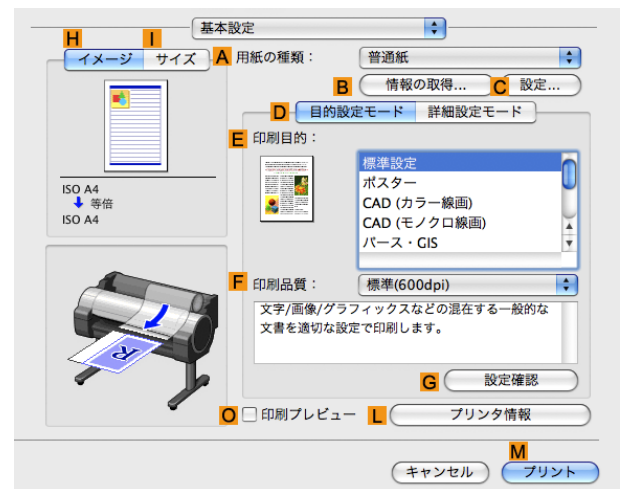 基本設定
H
I
イメージ サイズ
A 用紙の種類： 普通紙
B 情報の取得... C 設定...
D 目的設定モード 詳細設定モード
E 印刷目的：
標準設定
ポスター
CAD (カラー線画)
CAD (モノクロ線画)
パース・GIS
ISO A4
等倍
ISO A4
F 印刷品質： 標準(600dpi)
文字/画像/グラフィックスなどの混在する一般的な
文書を適切な設定で印刷します。
R
G 設定確認
O 印刷プレビュー L プリンタ情報
M
キャンセル プリント